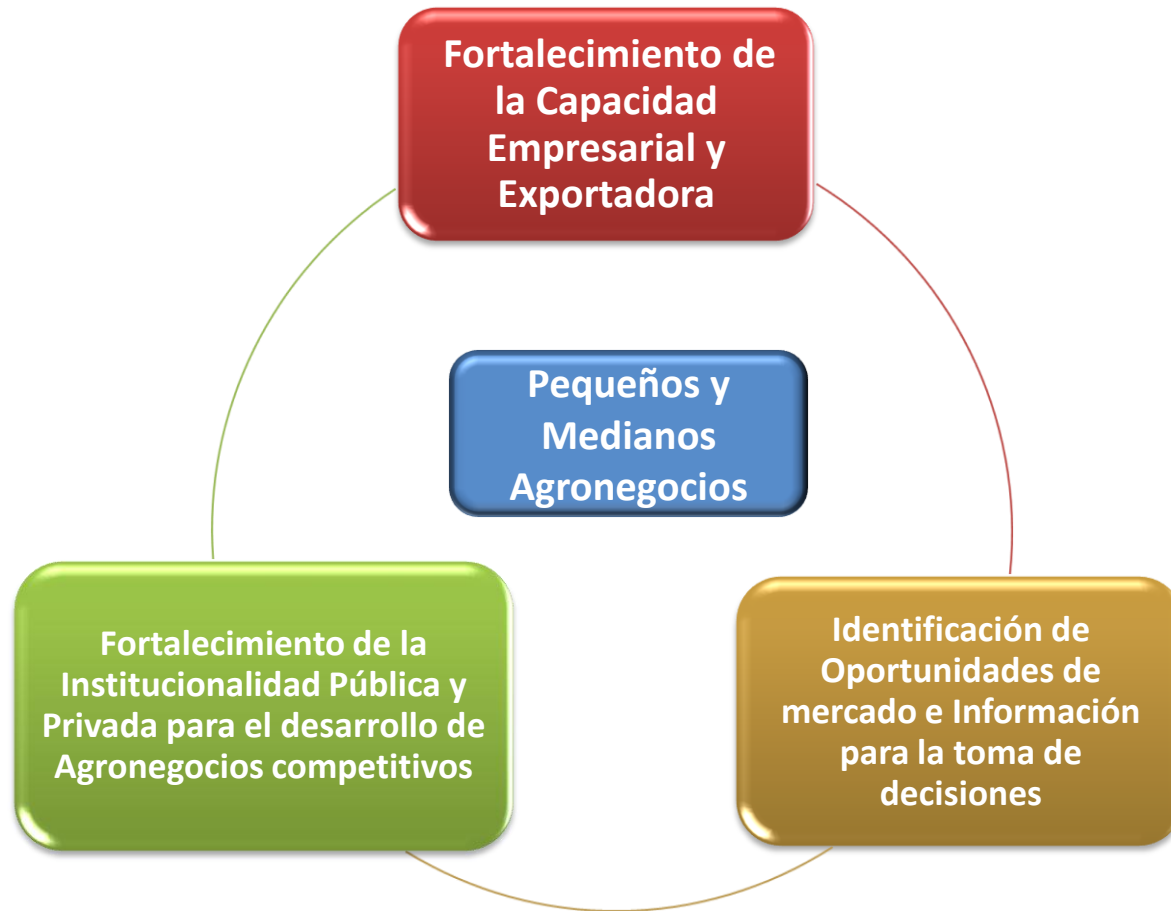 Fortalecimiento de
la Capacidad
Empresarial y
Exportadora
Pequeños y
Medianos
Agronegocios
Fortalecimiento de la
Institucionalidad Pública y
Privada para el desarrollo de
Agronegocios competitivos
Identificación de
Oportunidades de
mercado e Información
para la toma de
decisiones